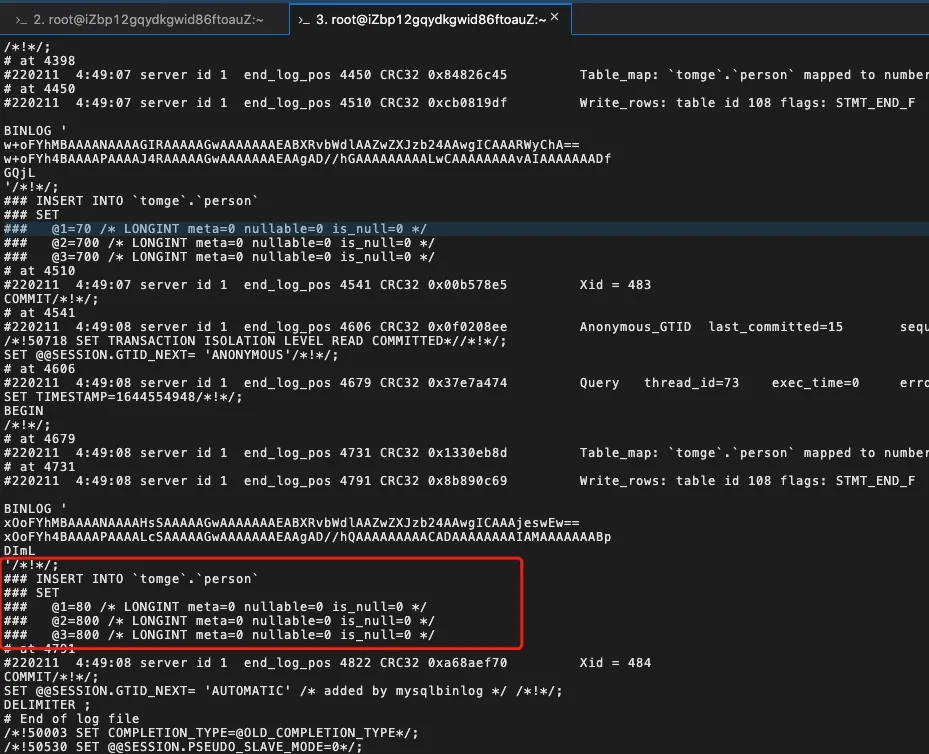 >_ 2. root@iZbp12gqydkgwid86ftoauZ:~ >_ 3. root@iZbp12gqydkgwid86ftoauZ:~ ×
/*!*/;
# at 4398
#220211  4:49:07 server id 1  end_log_pos 4450 CRC32 0x84826c45         Table_map: `tomge`.`person` mapped to number
# at 4450
#220211  4:49:07 server id 1  end_log_pos 4510 CRC32 0xcb0819df         Write_rows: table id 108 flags: STMT_END_F
BINLOG '
w+oFYhMBAAAANAAAAGIRAAAAAGwAAAAAAAEABXRvbWdlAAZwZXJzb24AAwgICAAARWyChA==
w+oFYh4BAAAAPAAAAJ4RAAAAAGwAAAAAAAEAAgAD//hGAAAAAAAAALwCAAAAAAAAvAIAAAAAAADf
GQjL
'/*!*/;
### INSERT INTO `tomge`.`person`
### SET
###   @1=70 /* LONGINT meta=0 nullable=0 is_null=0 */
###   @2=700 /* LONGINT meta=0 nullable=0 is_null=0 */
###   @3=700 /* LONGINT meta=0 nullable=0 is_null=0 */
# at 4510
#220211  4:49:07 server id 1  end_log_pos 4541 CRC32 0x00b578e5         Xid = 483
COMMIT/*!*/;
# at 4541
#220211  4:49:08 server id 1  end_log_pos 4606 CRC32 0x0f0208ee         Anonymous_GTID  last_committed=15       sequ
/*!50718 SET TRANSACTION ISOLATION LEVEL READ COMMITTED*//*!*/;
SET @@SESSION.GTID_NEXT= 'ANONYMOUS'/*!*/;
# at 4606
#220211  4:49:08 server id 1  end_log_pos 4679 CRC32 0x37e7a474         Query   thread_id=73    exec_time=0     erro
SET TIMESTAMP=1644554948/*!*/;
BEGIN
/*!*/;
# at 4679
#220211  4:49:08 server id 1  end_log_pos 4731 CRC32 0x1330eb8d         Table_map: `tomge`.`person` mapped to number
# at 4731
#220211  4:49:08 server id 1  end_log_pos 4791 CRC32 0x8b890c69         Write_rows: table id 108 flags: STMT_END_F
BINLOG '
xOoFYhMBAAAANAAAAHsSAAAAAGwAAAAAAAEABXRvbWdlAAZwZXJzb24AAwgICAAAjeswEw==
xOoFYh4BAAAAPAAAALcSAAAAAGwAAAAAAAEAAgAD//hQAAAAAAAAACADAAAAAAAAIAMAAAAAAABp
DImL
'/*!*/;
### INSERT INTO `tomge`.`person`
### SET
###   @1=80 /* LONGINT meta=0 nullable=0 is_null=0 */
###   @2=800 /* LONGINT meta=0 nullable=0 is_null=0 */
###   @3=800 /* LONGINT meta=0 nullable=0 is_null=0 */
# at 4791
#220211  4:49:08 server id 1  end_log_pos 4822 CRC32 0xa68aef70         Xid = 484
COMMIT/*!*/;
SET @@SESSION.GTID_NEXT= 'AUTOMATIC' /* added by mysqlbinlog */ /*!*/;
DELIMITER ;
# End of log file
/*!50003 SET COMPLETION_TYPE=@OLD_COMPLETION_TYPE*/;
/*!50530 SET @@SESSION.PSEUDO_SLAVE_MODE=0*/;